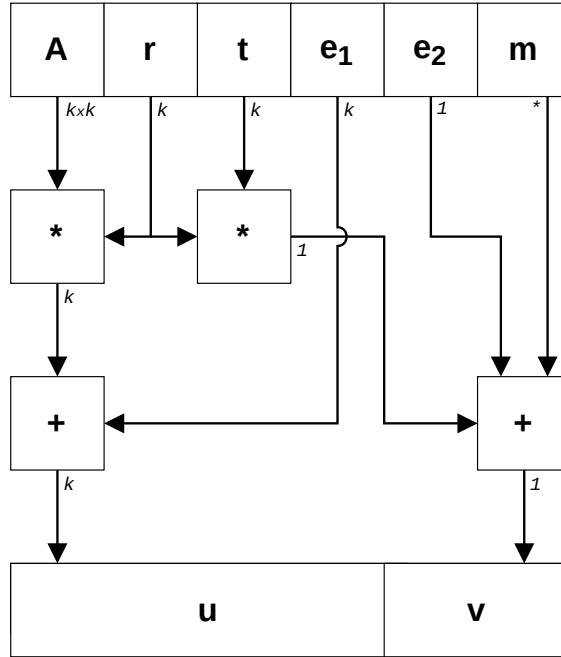 A r t e₁ e₂ m
k×k k k k 1 *
* *
1
k
+ +
k 1
u v